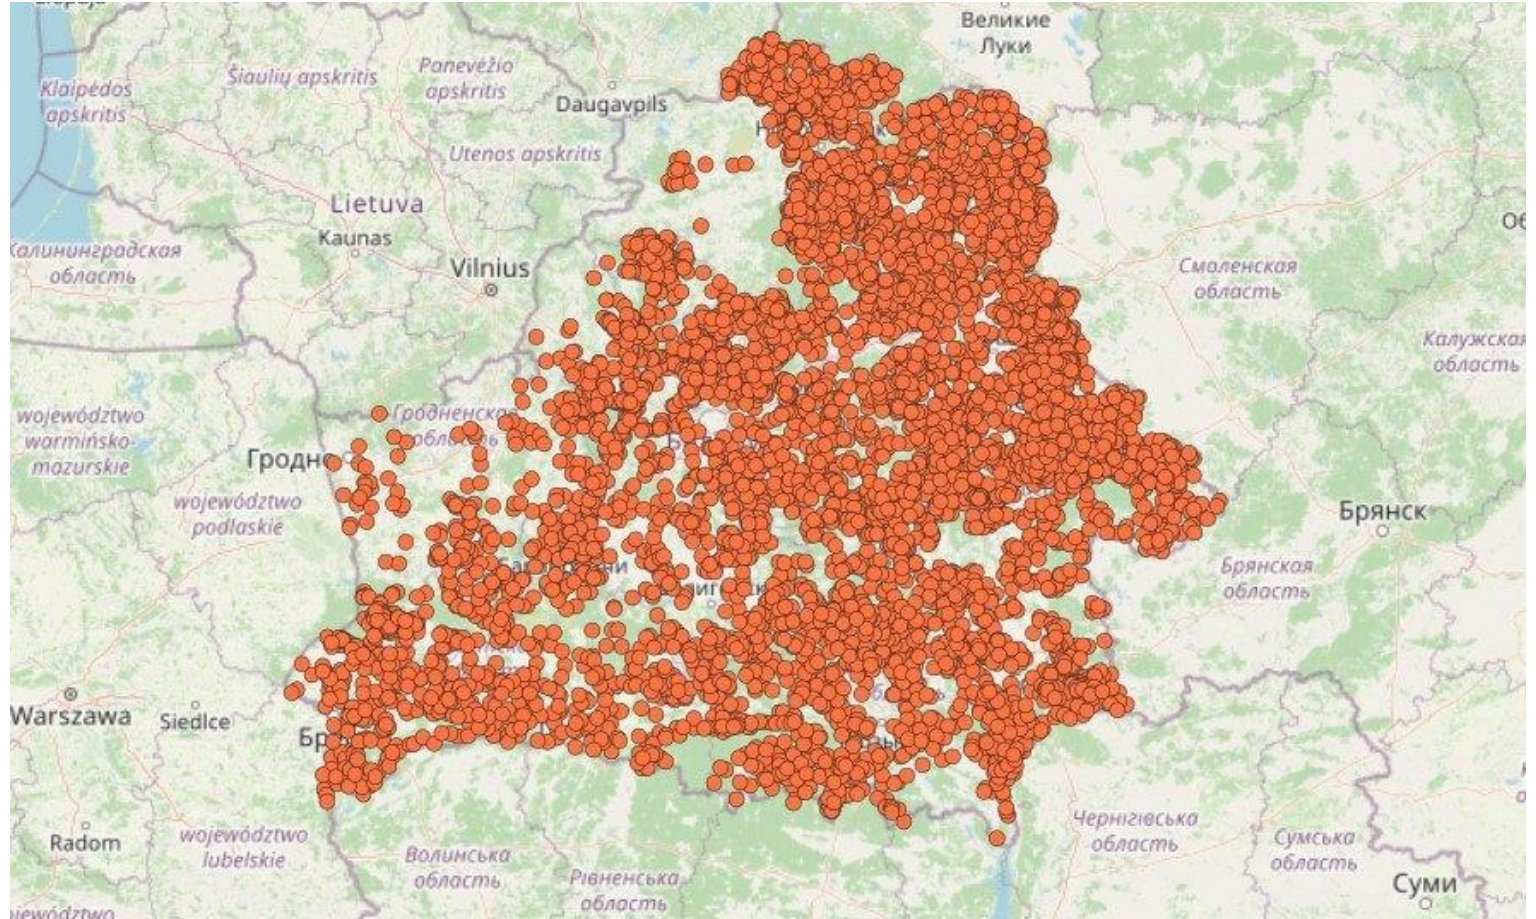 Великие
Луки
Klaipėdos
apskritis
Šiaulių apskritis
Panevėžio
apskritis
Daugavpils
Utenos apskritis
Lietuva
Kaunas
Vilnius
Калининградская
область
Смоленская
область
Калужская
область
województwo
warmińsko-
mazurskie
Гродненская
область
Гродно
województwo
podlaskie
Брянск
Брянская
область
Warszawa
Siedlce
Radom
województwo
lubelskie
Волинська
область
Рівненська
область
Чернігівська
область
Сумська
область
Суми